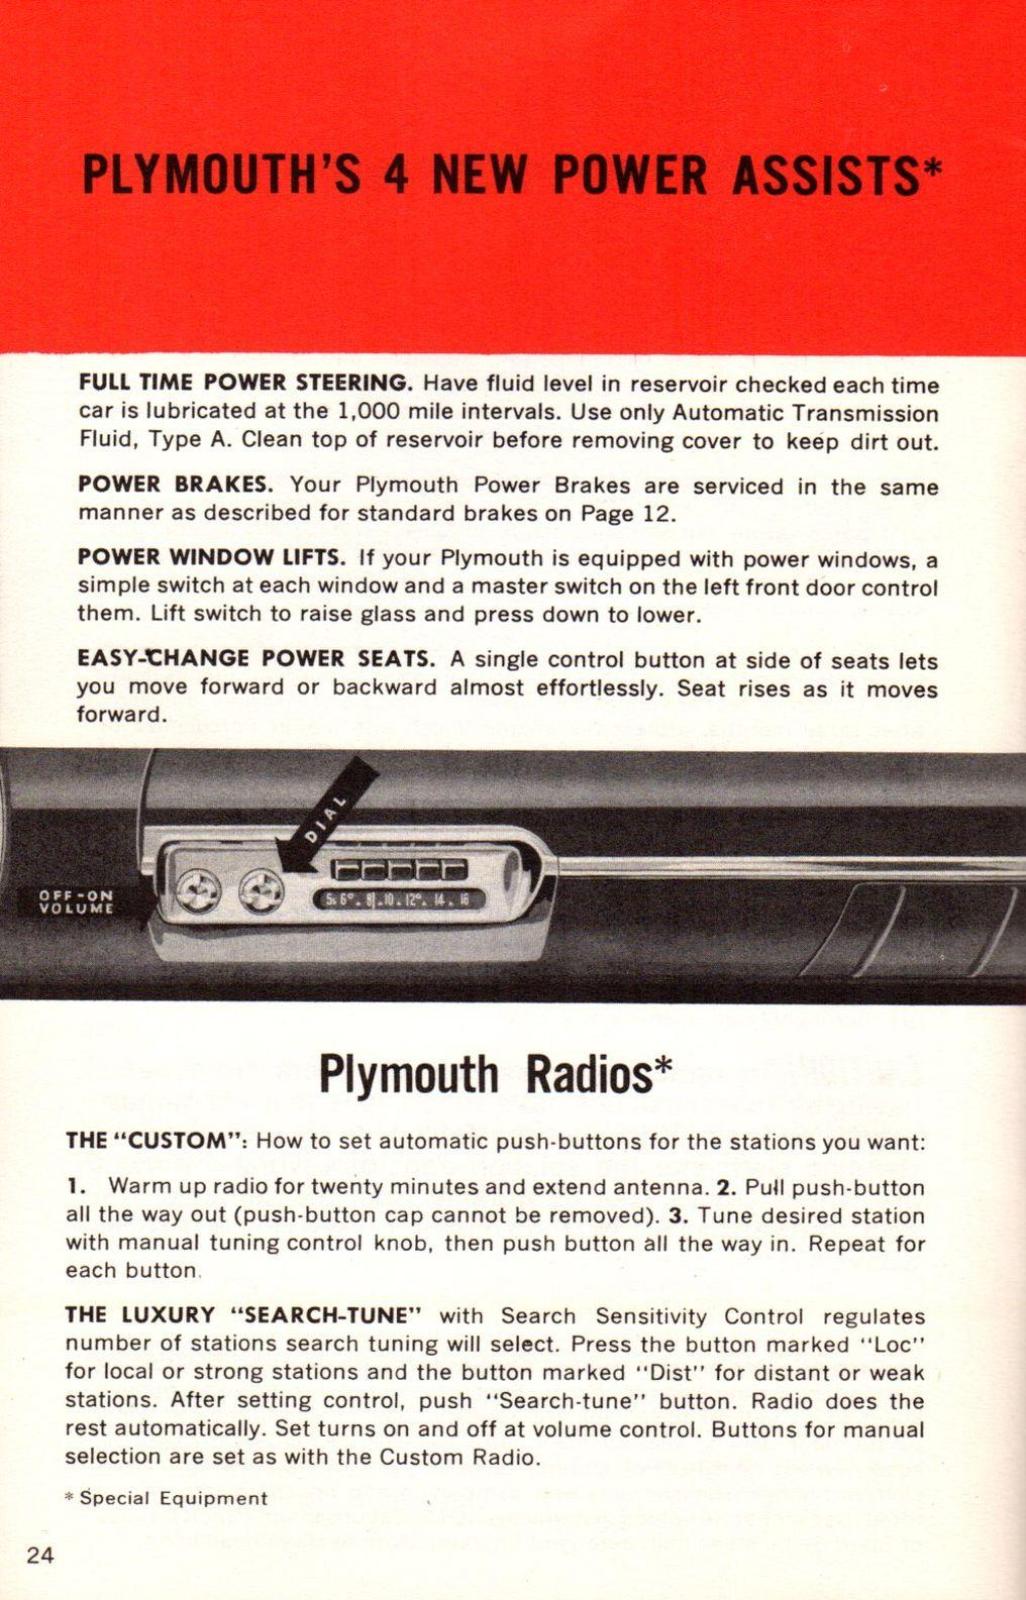 PLYMOUTH'S 4 NEW POWER ASSISTS*
FULL TIME POWER STEERING. Have fluid level in reservoir checked each time
car is lubricated at the 1,000 mile intervals. Use only Automatic Transmission
Fluid, Type A. Clean top of reservoir before removing cover to keep dirt out.
POWER BRAKES. Your Plymouth Power Brakes are serviced in the same
manner as described for standard brakes on Page 12.
POWER WINDOW LIFTS. If your Plymouth is equipped with power windows, a
simple switch at each window and a master switch on the left front door control
them. Lift switch to raise glass and press down to lower.
EASY-CHANGE POWER SEATS. A single control button at side of seats lets
you move forward or backward almost effortlessly. Seat rises as it moves
forward.
DIAL
OFF-ON
VOLUME
Plymouth Radios*
THE "CUSTOM": How to set automatic push-buttons for the stations you want:
1. Warm up radio for twenty minutes and extend antenna. 2. Pull push-button
all the way out (push-button cap cannot be removed). 3. Tune desired station
with manual tuning control knob, then push button all the way in. Repeat for
each button.
THE LUXURY "SEARCH-TUNE" with Search Sensitivity Control regulates
number of stations search tuning will select. Press the button marked "Loc"
for local or strong stations and the button marked "Dist" for distant or weak
stations. After setting control, push "Search-tune" button. Radio does the
rest automatically. Set turns on and off at volume control. Buttons for manual
selection are set as with the Custom Radio.
* Special Equipment
24